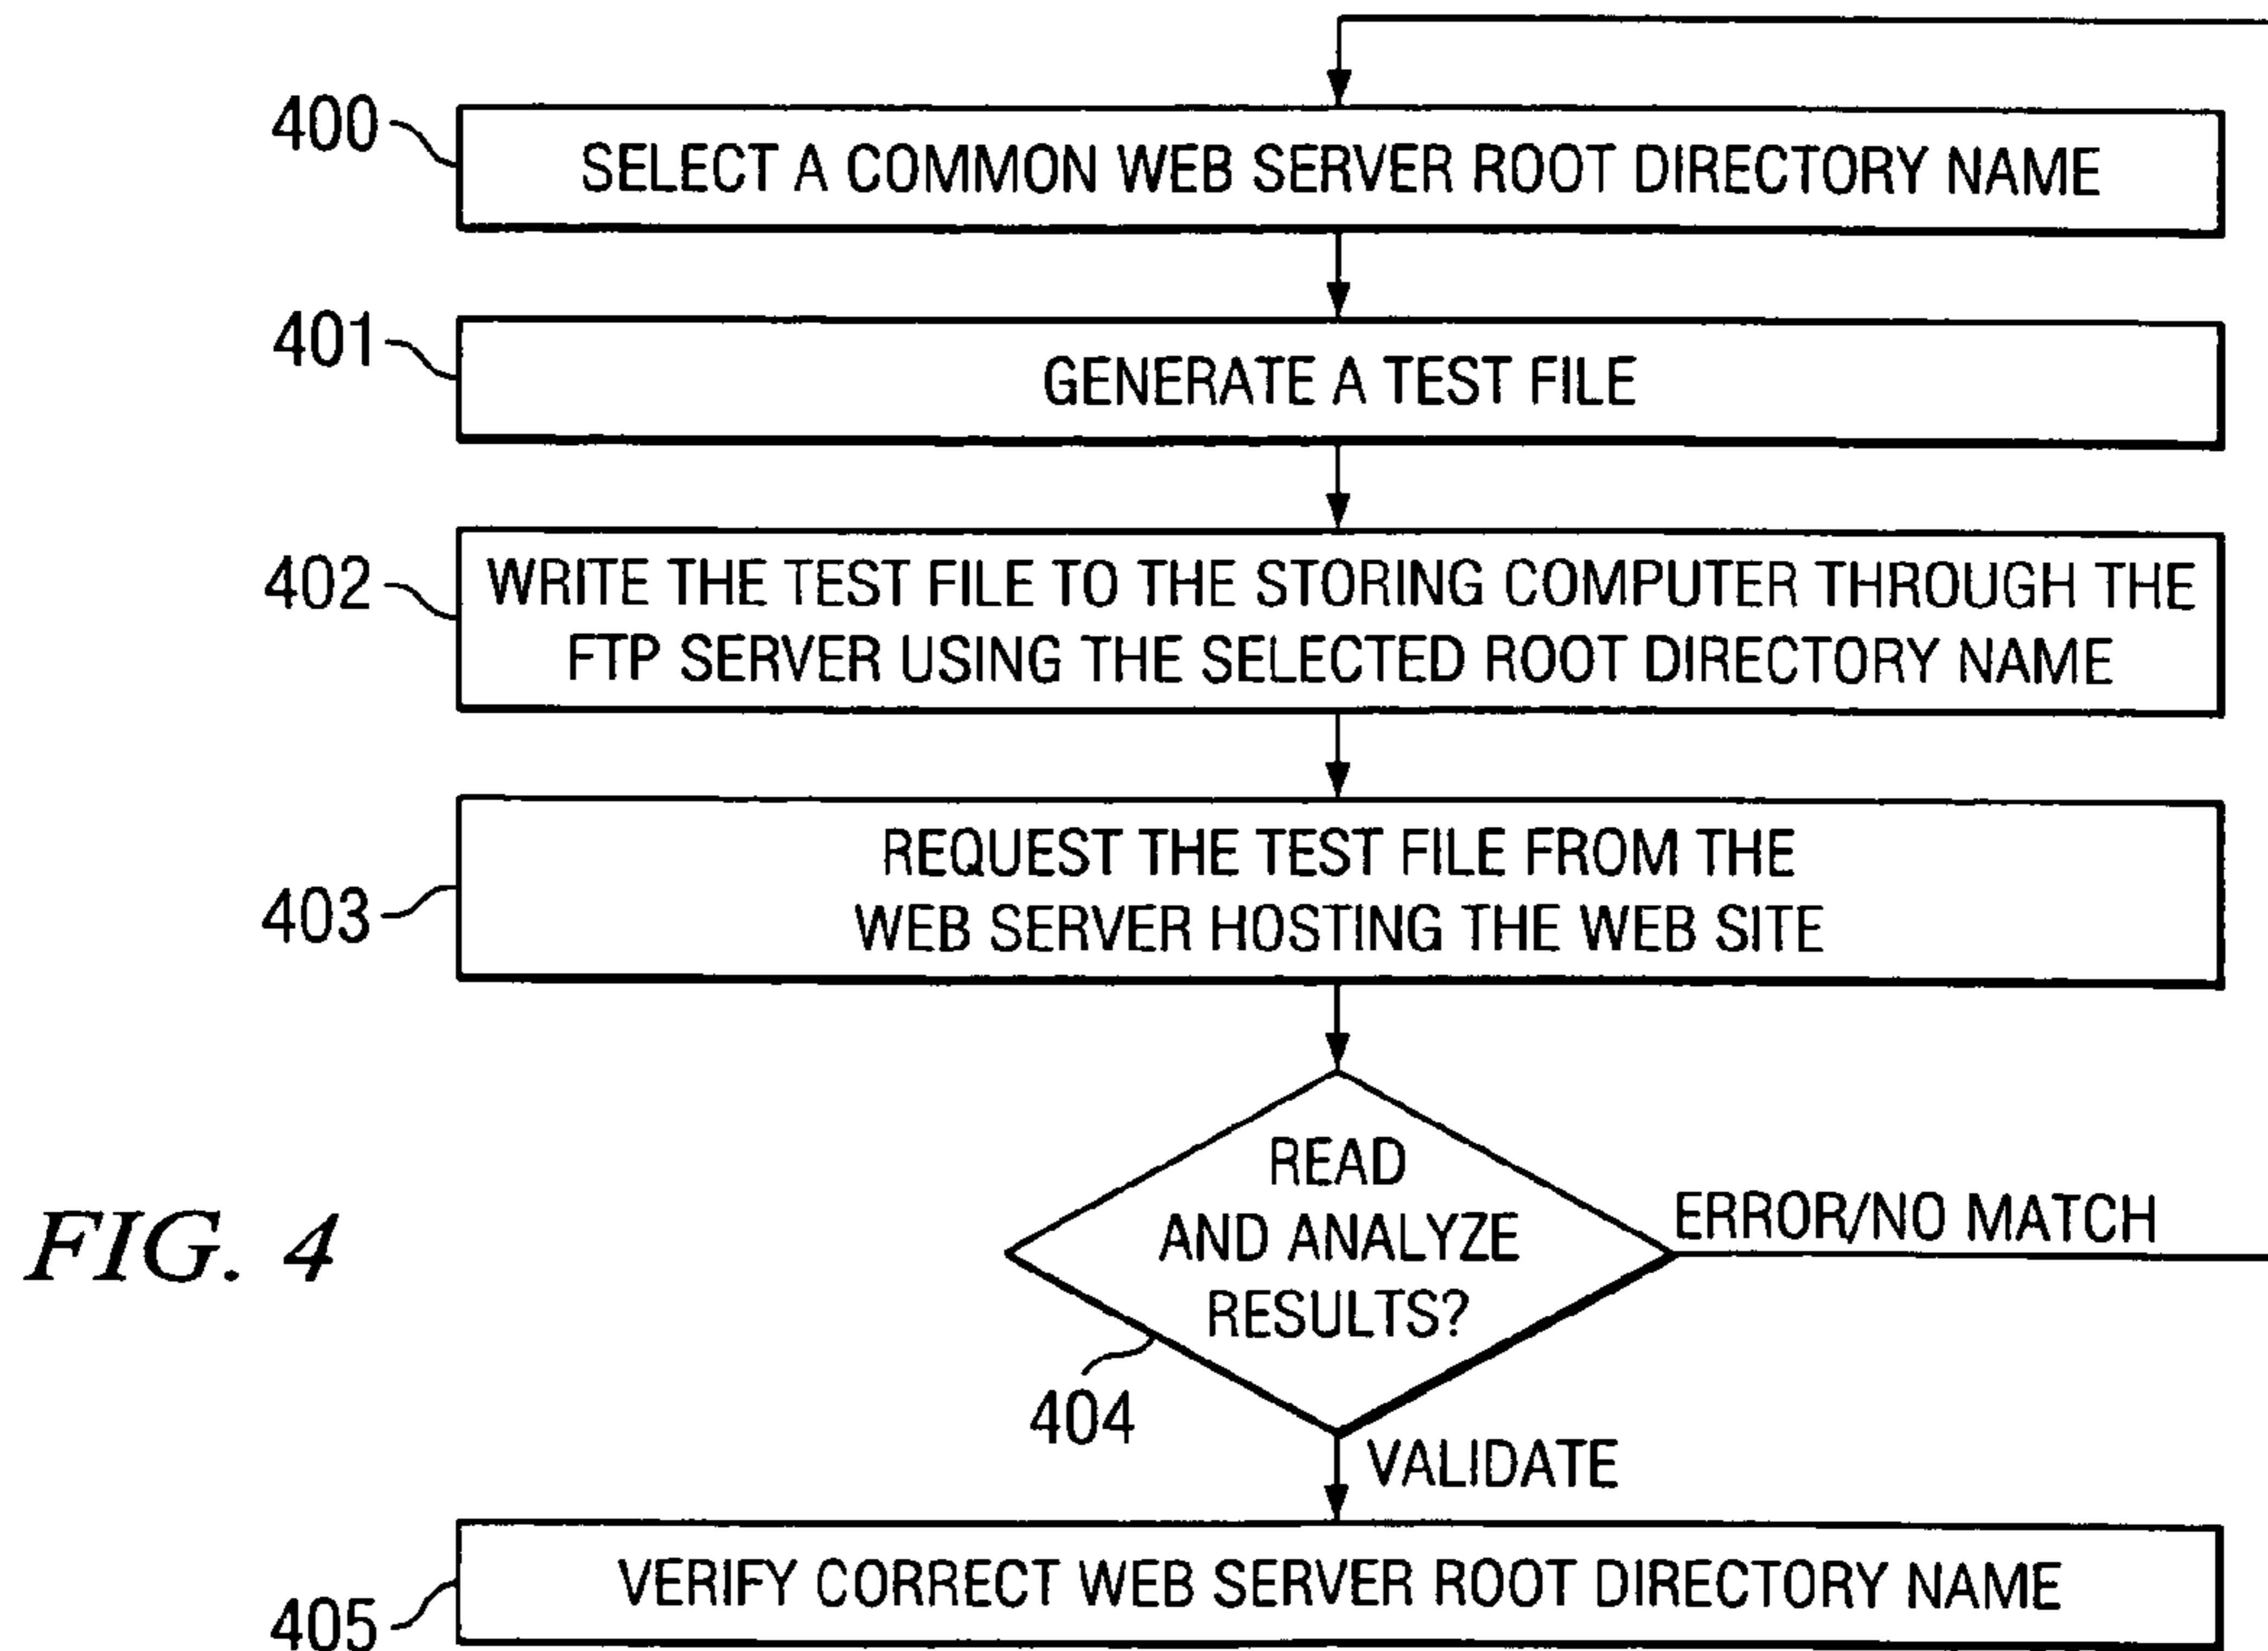 400
SELECT A COMMON WEB SERVER ROOT DIRECTORY NAME
401
GENERATE A TEST FILE
402
WRITE THE TEST FILE TO THE STORING COMPUTER THROUGH THE
FTP SERVER USING THE SELECTED ROOT DIRECTORY NAME
403
REQUEST THE TEST FILE FROM THE
WEB SERVER HOSTING THE WEB SITE
READ
AND ANALYZE
RESULTS?
ERROR/NO MATCH
FIG. 4
404
VALIDATE
405
VERIFY CORRECT WEB SERVER ROOT DIRECTORY NAME